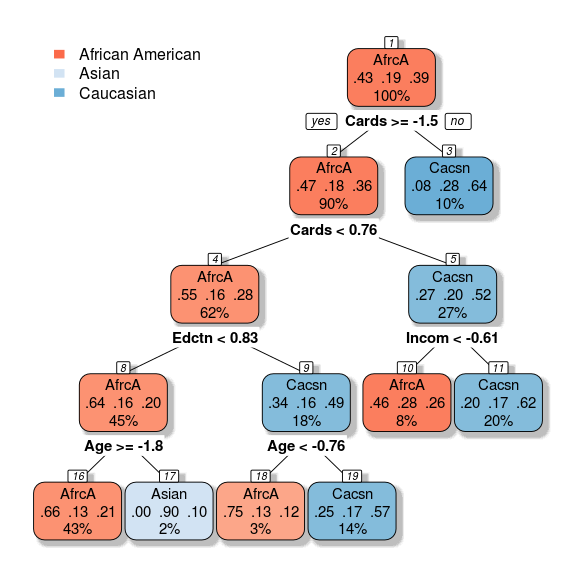 1
African American
Asian
Caucasian
AfrcA
.43 .19 .39
100%
yes Cards >= -1.5 no
2
AfrcA
.47 .18 .36
90%
3
Cacsn
.08 .28 .64
10%
Cards < 0.76
4
AfrcA
.55 .16 .28
62%
5
Cacsn
.27 .20 .52
27%
Edctn < 0.83
Incom < -0.61
8
AfrcA
.64 .16 .20
45%
9
Cacsn
.34 .16 .49
18%
10
AfrcA
.46 .28 .26
8%
11
Cacsn
.20 .17 .62
20%
Age >= -1.8
Age < -0.76
16
AfrcA
.66 .13 .21
43%
17
Asian
.00 .90 .10
2%
18
AfrcA
.75 .13 .12
3%
19
Cacsn
.25 .17 .57
14%